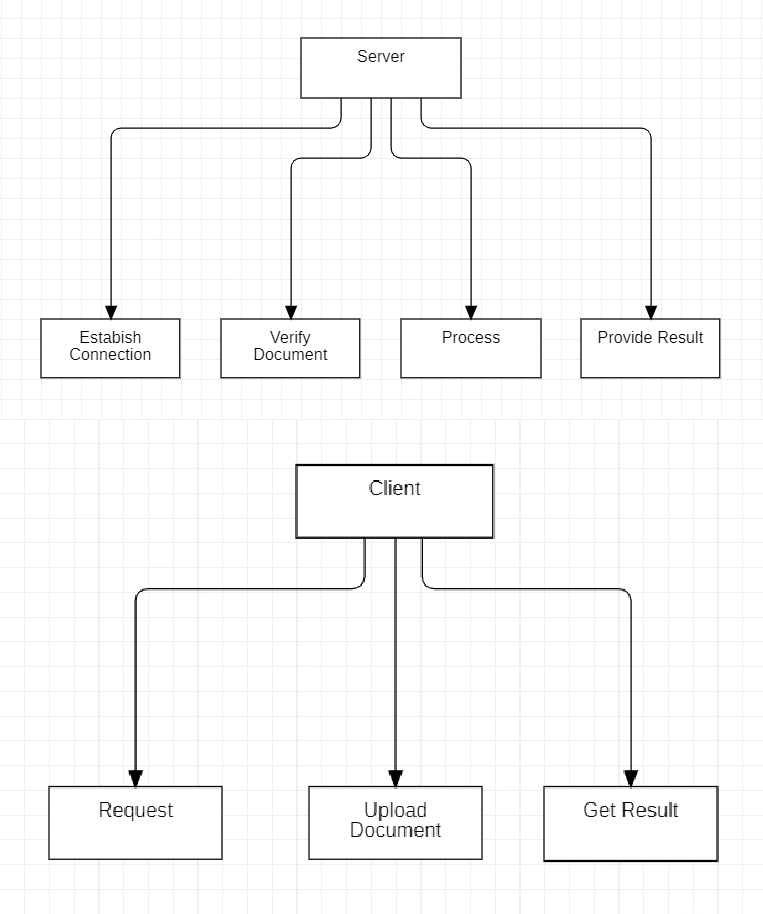 Server
Estabish
Connection
Verify
Document
Process
Provide Result
Client
Request
Upload
Document
Get Result